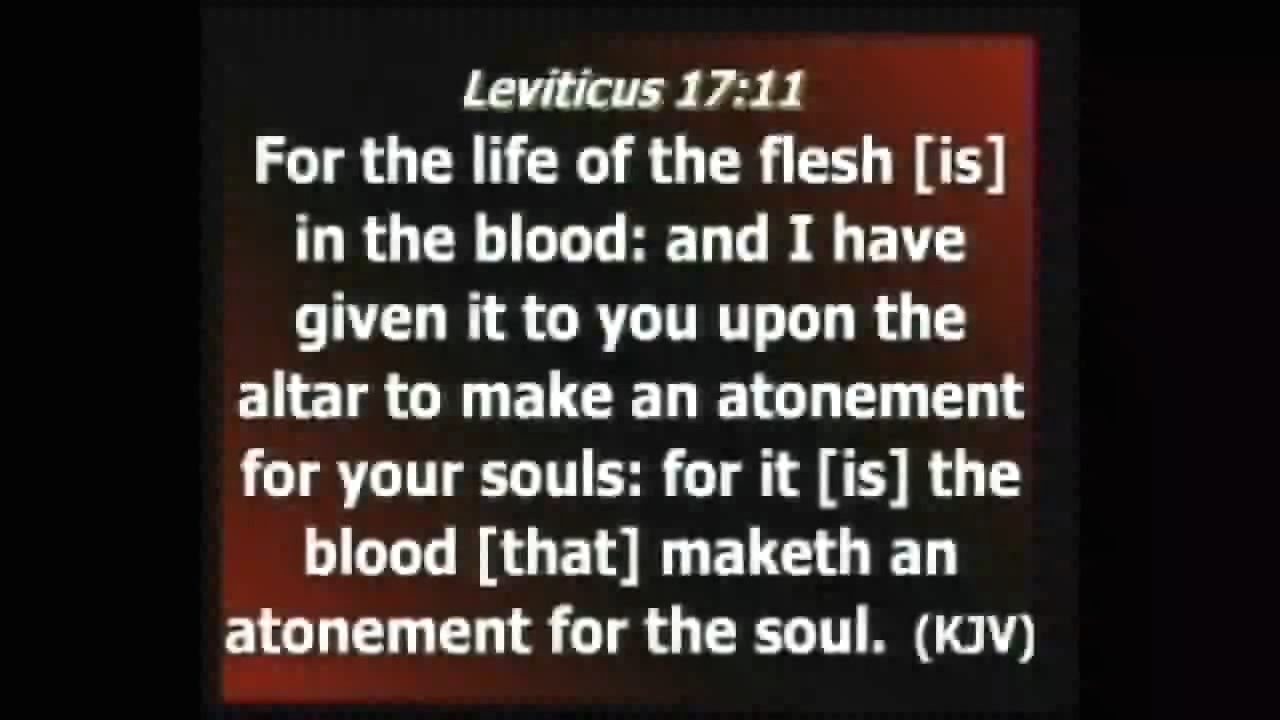 Leviticus 17:11
For the life of the flesh [is]
in the blood: and I have
given it to you upon the
altar to make an atonement
for your souls: for it [is] the
blood [that] maketh an
atonement for the soul. (KJV)